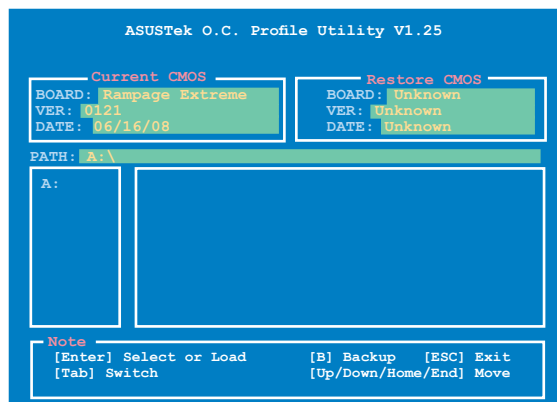 ASUSTek O.C. Profile Utility V1.25
Current CMOS
BOARD: Rampage Extreme
VER: 0121
DATE: 06/16/08
Restore CMOS
BOARD: Unknown
VER: Unknown
DATE: Unknown
PATH: A:\
A:
Note
[Enter] Select or Load [B] Backup [ESC] Exit
[Tab] Switch [Up/Down/Home/End] Move